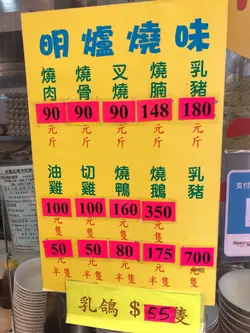 明爐燒味
燒肉 燒骨 叉燒 燒腩 乳豬
90 90 90 148 180
元斤 元斤 元斤 元斤 元斤
油雞 切雞 燒鴨 燒鵝 乳豬
100 100 160 350
元隻 元隻 元隻 元隻
50 50 80 175 700
元半隻 元半隻 元半隻 元半隻 元隻
乳鴿 $ 55隻
支付